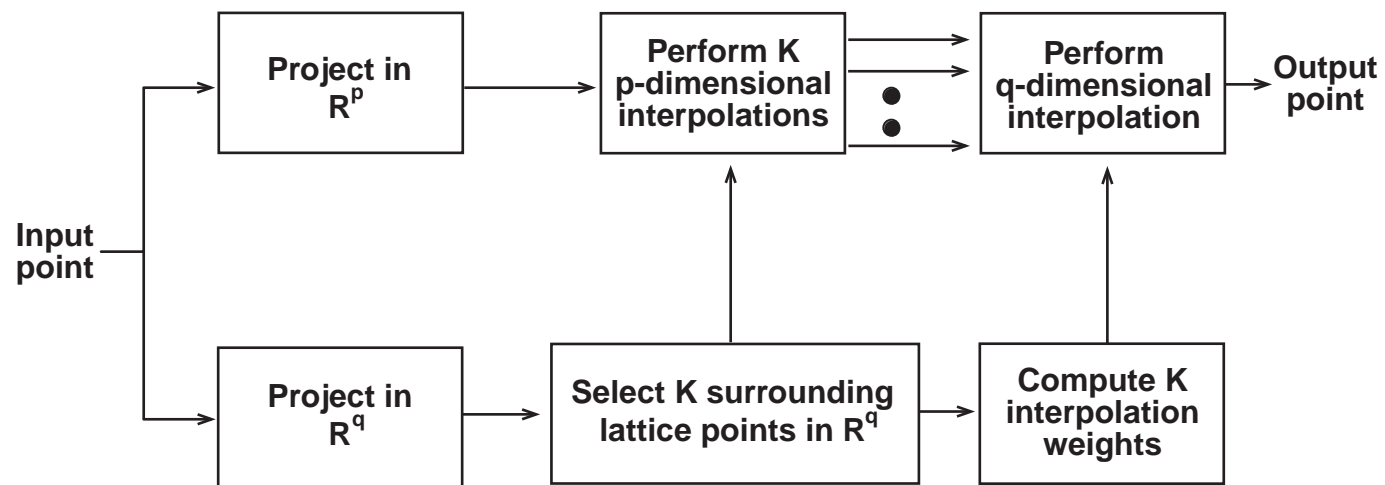 Project in
R^p
Perform K
p-dimensional
interpolations
Perform
q-dimensional
interpolation
Output
point
Input
point
Project in
R^q
Select K surrounding
lattice points in R^q
Compute K
interpolation
weights